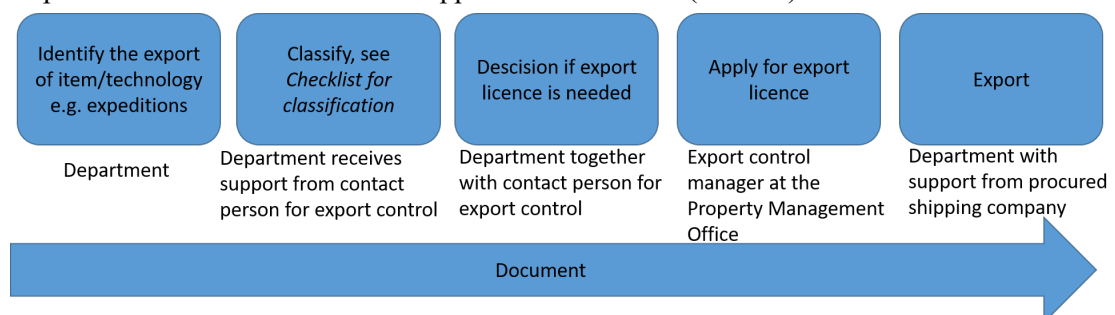 Identify the export
of item/technology
e.g. expeditions
Classify, see
Checklist for
classification
Descision if export
licence is needed
Apply for export
licence
Export
Department
Department receives
support from contact
person for export control
Department together
with contact person for
export control
Export control
manager at the
Property Management
Office
Department with
support from procured
shipping company
Document